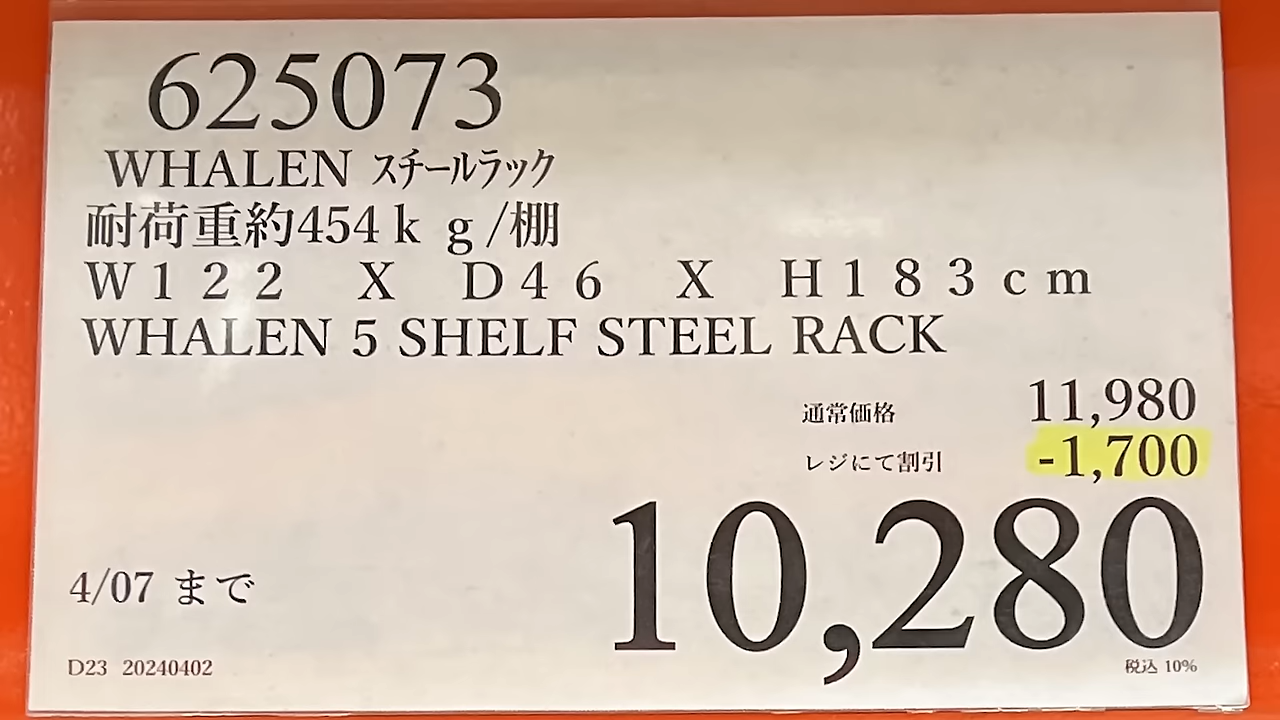 625073
WHALEN スチールラック
耐荷重約454ｋｇ/棚
Ｗ１２２　Ｘ　Ｄ４６　Ｘ　Ｈ１８３ｃｍ
WHALEN 5 SHELF STEEL RACK
通常価格 11,980
レジにて割引 -1,700
10,280
4/07 まで
D23 20240402
税込 10%